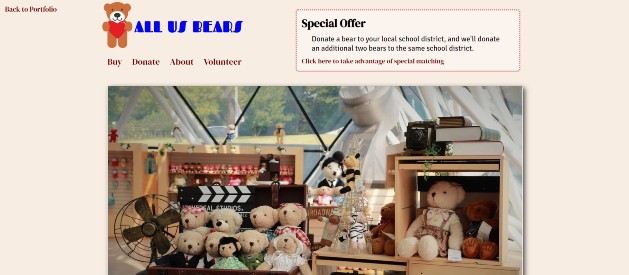 Back to Portfolio
ALL US BEARS
Buy Donate About Volunteer
Special Offer
Donate a bear to your local school district, and we'll donate
an additional two bears to the same school district.
Click here to take advantage of special matching